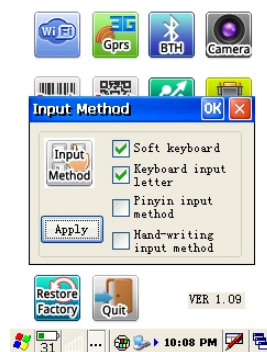 Wi Fi
3G
Gprs
BTH
Camera
Input Method
OK
Input
Method
Soft keyboard
Keyboard input
letter
Pinyin input
method
Apply
Hand-writing
input method
Restore
Factory
Quit
VER 1.09
31
...
10:08 PM